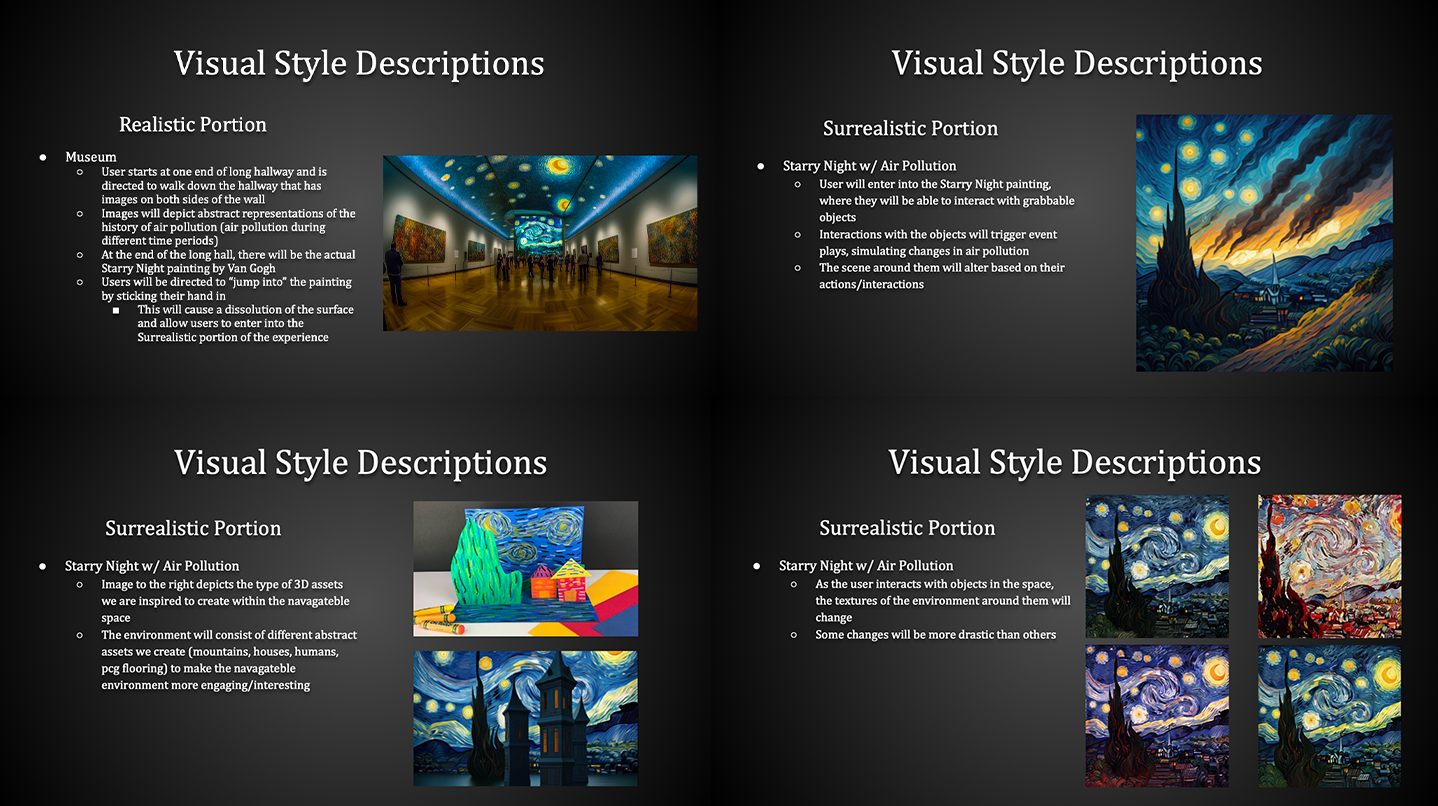 Visual Style Descriptions
Realistic Portion
● Museum
○ User starts at one end of long hallway and is
directed to walk down the hallway that has
images on both sides of the wall
○ Images will depict abstract representations of the
history of air pollution (air pollution during
different time periods)
○ At the end of the long hall, there will be the actual
Starry Night painting by Van Gogh
○ Users will be directed to “jump into” the painting
by sticking their hand in
■ This will cause a dissolution of the surface
and allow users to enter into the
Surrealistic portion of the experience
Visual Style Descriptions
Surrealistic Portion
● Starry Night w/ Air Pollution
○ User will enter into the Starry Night painting,
where they will be able to interact with grabbable
objects
○ Interactions with the objects will trigger event
plays, simulating changes in air pollution
○ The scene around them will alter based on their
actions/interactions
Visual Style Descriptions
Surrealistic Portion
● Starry Night w/ Air Pollution
○ Image to the right depicts the type of 3D assets
we are inspired to create within the navagateble
space
○ The environment will consist of different abstract
assets we create (mountains, houses, humans,
pcg flooring) to make the navagateble
environment more engaging/interesting
Visual Style Descriptions
Surrealistic Portion
● Starry Night w/ Air Pollution
○ As the user interacts with objects in the space,
the textures of the environment around them will
change
○ Some changes will be more drastic than others